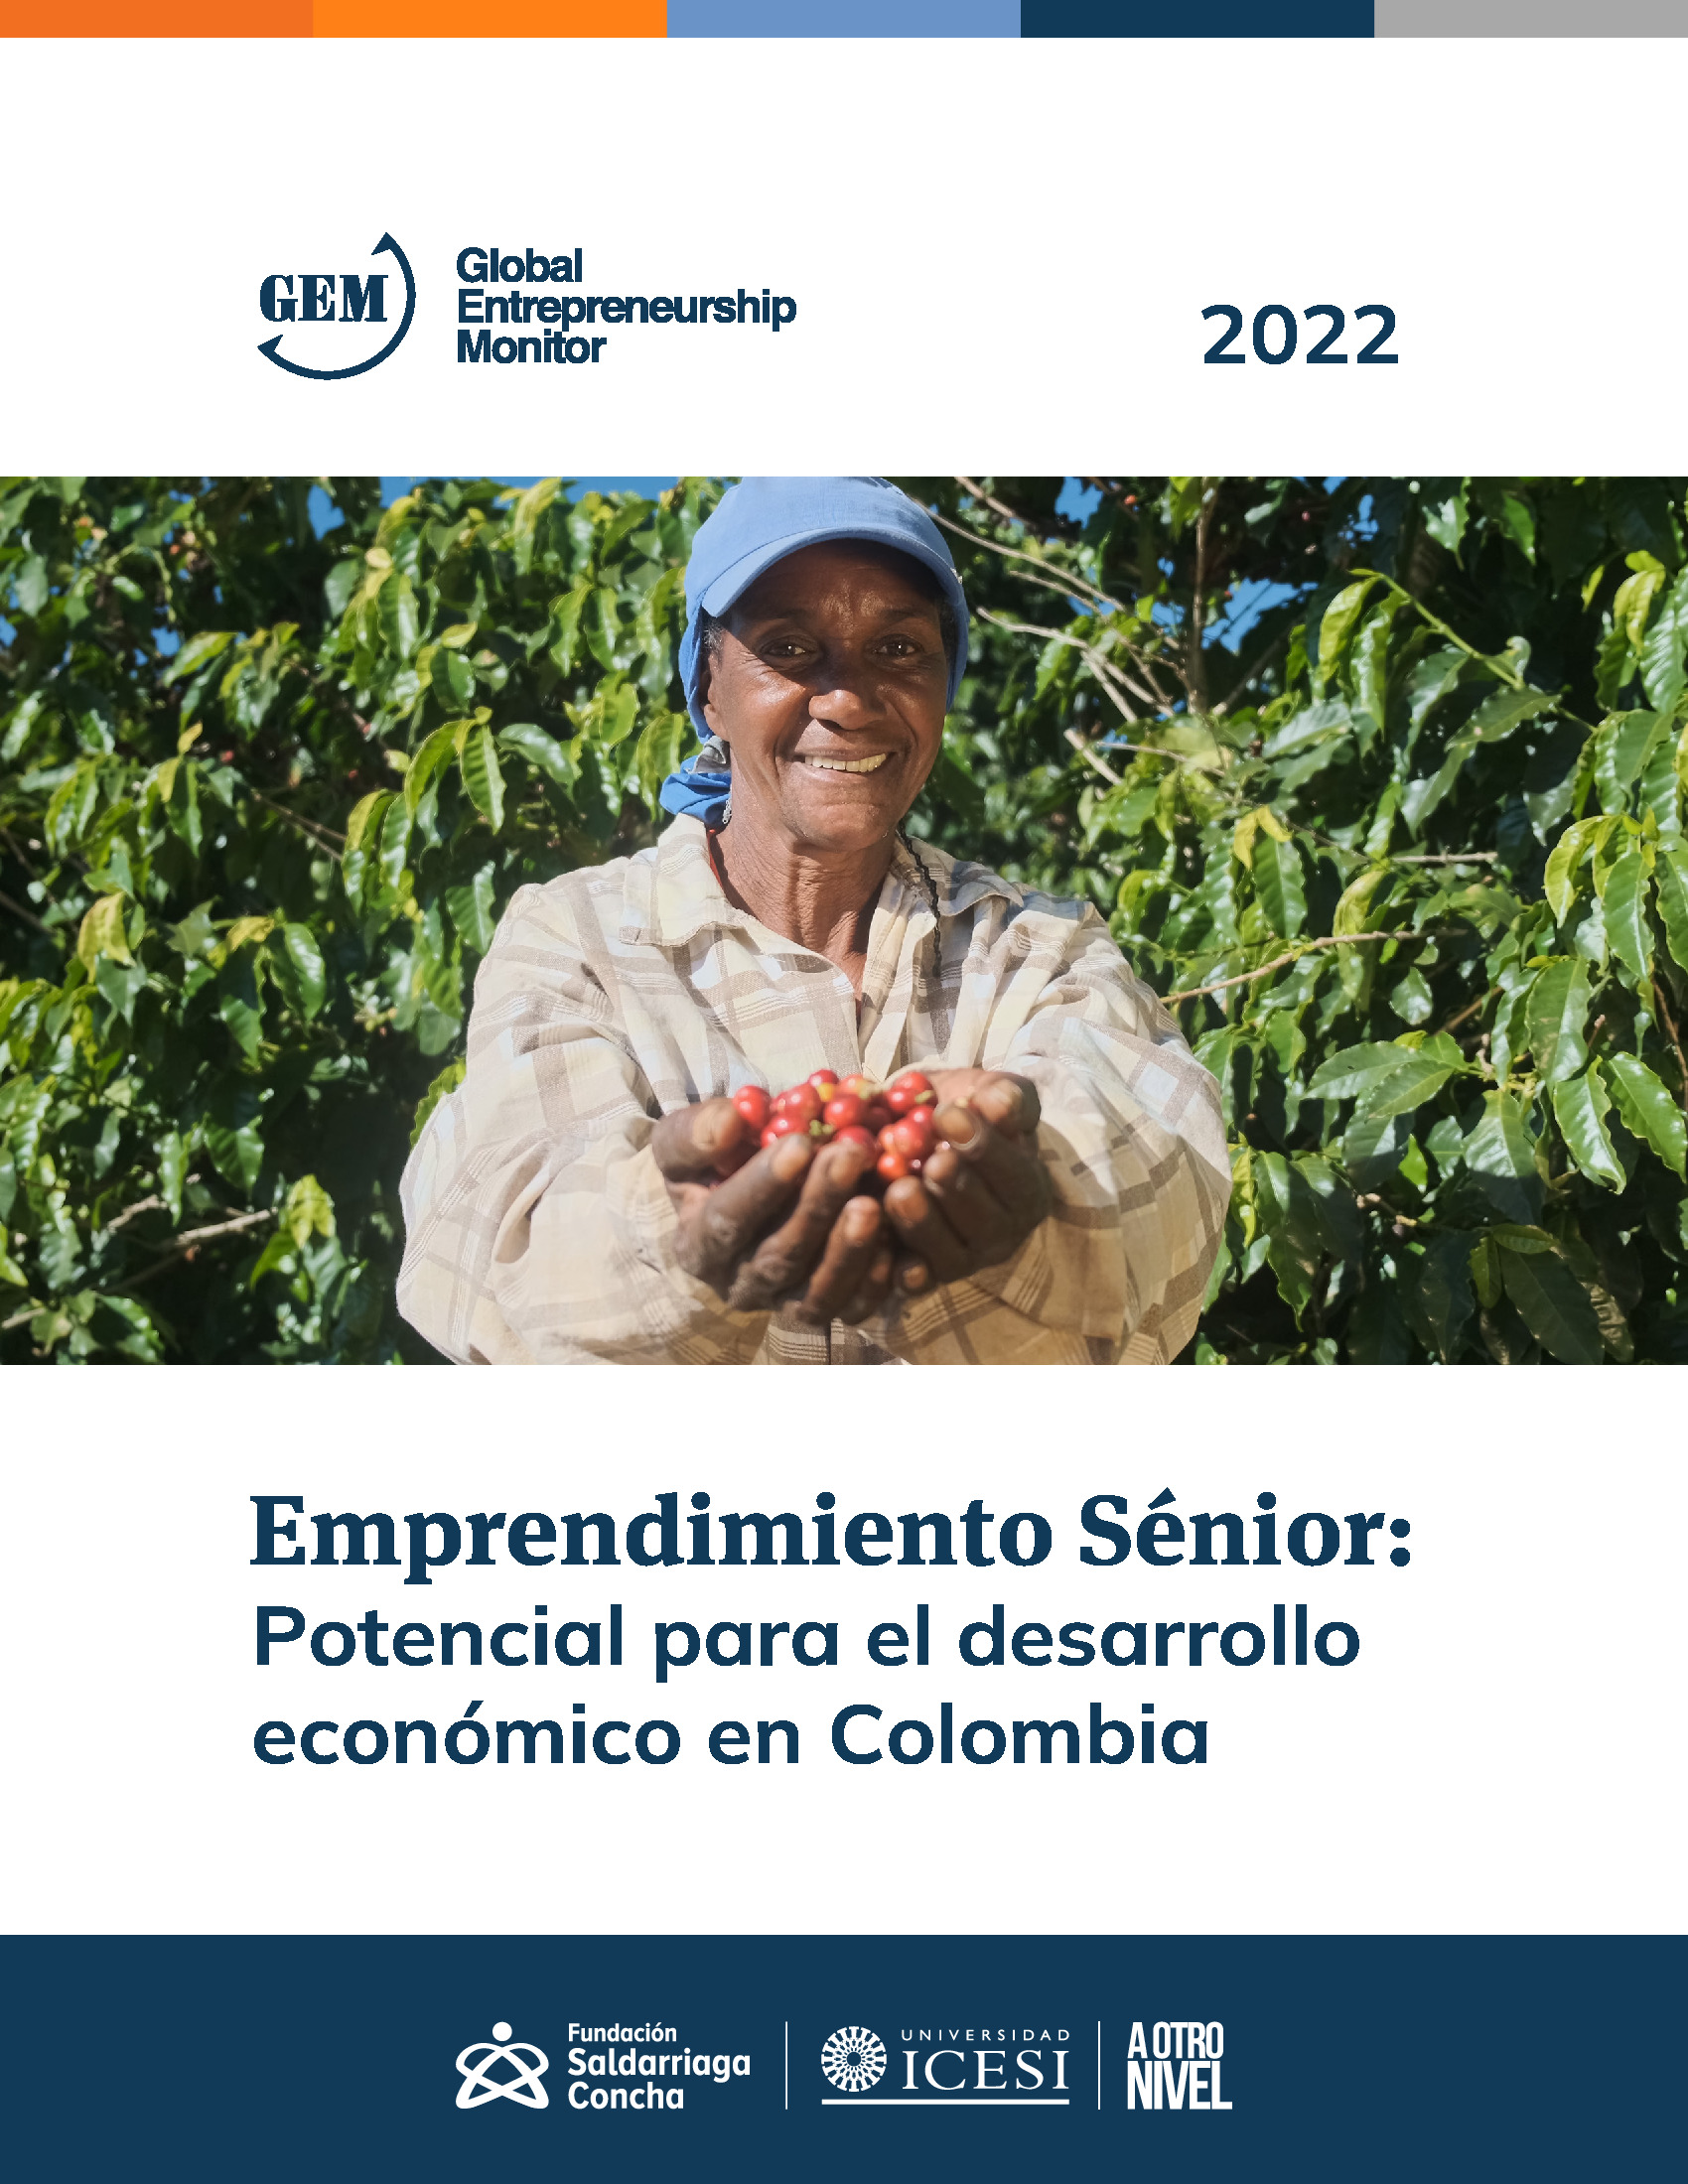 GEM
Global
Entrepreneurship
Monitor
2022
Emprendimiento Sénior:
Potencial para el desarrollo
económico en Colombia
Fundación
Saldarriaga
Concha
UNIVERSIDAD
ICESI
A OTRO
NIVEL